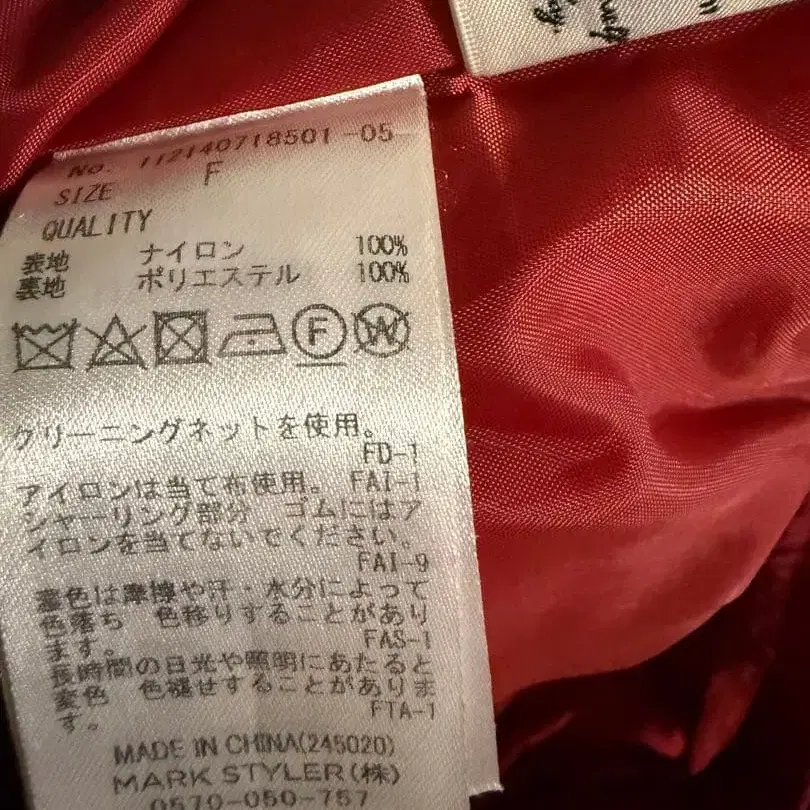 No. 112140718501-05
SIZE F
QUALITY
表地 ナイロン 100%
裏地 ポリエステル 100%
F W
クリーニングネットを使用。
FD-1
アイロンは当て布使用。 FAI-1
シャーリング部分 ゴムにはア
イロンを当てないでください。
FAI-9
着色は摩擦や汗・水分によって
色落ち 色移りすることがあり
ます。 FAS-1
長時間の日光や照明にあたると
変色 色褪せすることがありま
す。 FTA-1
MADE IN CHINA(245020)
MARK STYLER(株)
0570-050-757